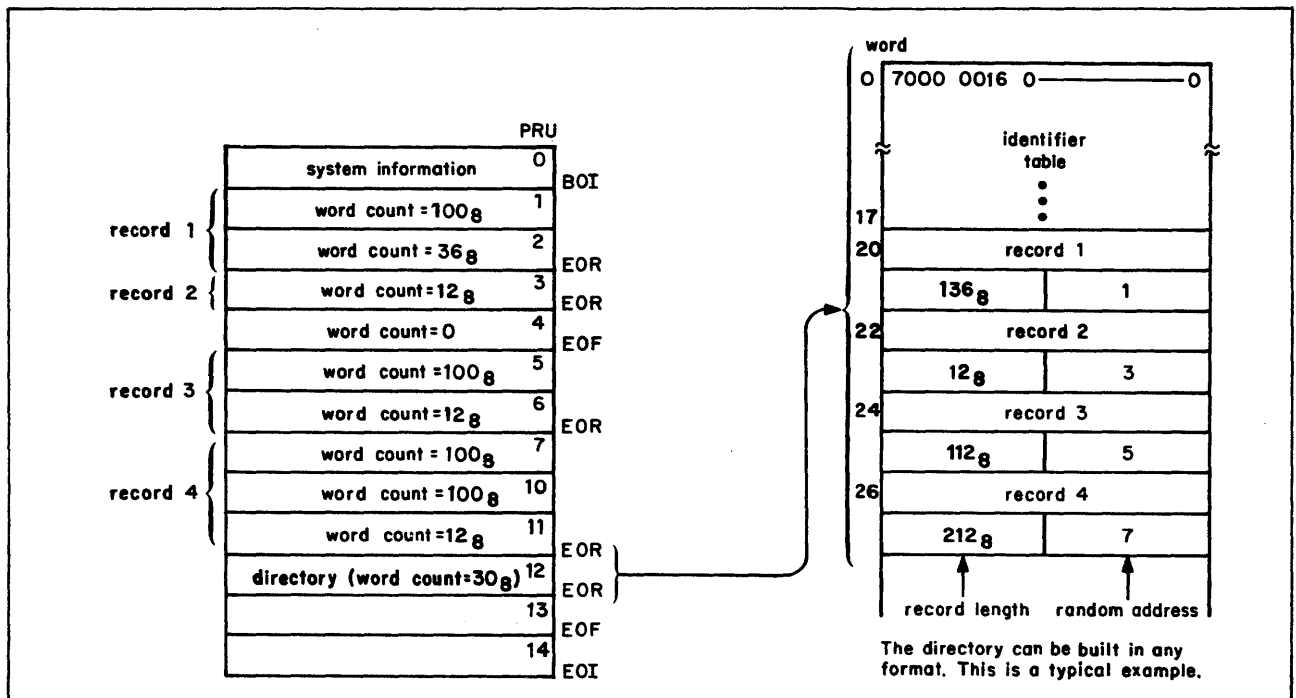 PRU
system information 0
BOI
record 1
word count=100₈ 1
word count=36₈ 2
EOR
record 2
word count=12₈ 3
EOR
word count=0 4
EOF
record 3
word count=100₈ 5
word count=12₈ 6
EOR
record 4
word count=100₈ 7
word count=100₈ 10
word count=12₈ 11
EOR
directory (word count=30₈) 12
EOR
13
EOF
14
EOI
word
0 7000 0016 0 0
identifier
table
17
20 record 1
136₈ 1
22 record 2
12₈ 3
24 record 3
112₈ 5
26 record 4
212₈ 7
record length random address
The directory can be built in any
format. This is a typical example.